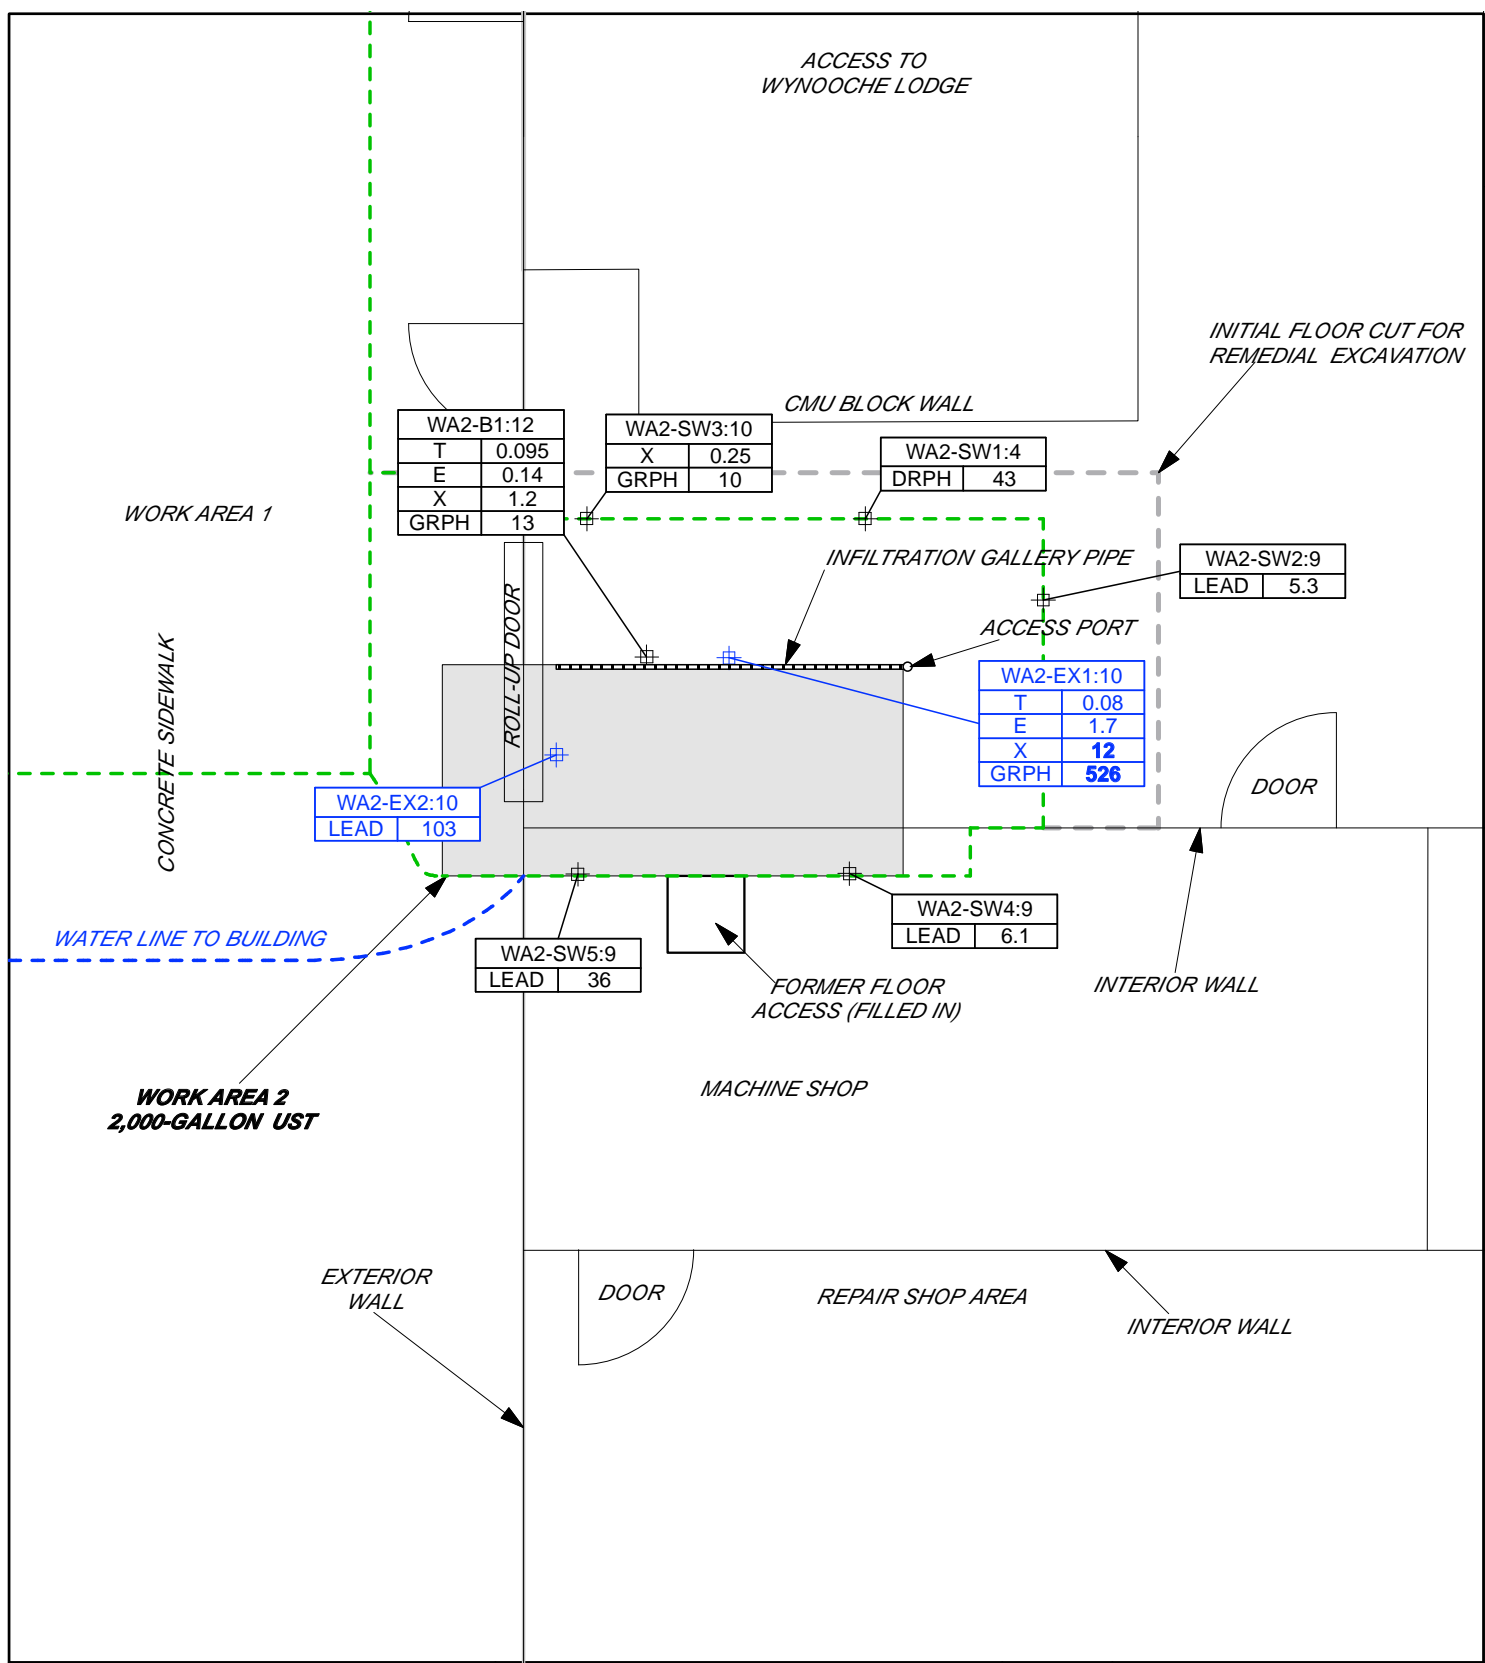 ACCESS TO
WYNOOCHE LODGE
INITIAL FLOOR CUT FOR
REMEDIAL EXCAVATION
CMU BLOCK WALL
WA2-B1:12
T 0.095
E 0.14
X 1.2
GRPH 13
WA2-SW3:10
X 0.25
GRPH 10
WA2-SW1:4
DRPH 43
WORK AREA 1
INFILTRATION GALLERY PIPE
WA2-SW2:9
LEAD 5.3
ROLL-UP DOOR
ACCESS PORT
CONCRETE SIDEWALK
WA2-EX1:10
T 0.08
E 1.7
X 12
GRPH 526
DOOR
WA2-EX2:10
LEAD 103
WA2-SW4:9
LEAD 6.1
WATER LINE TO BUILDING
WA2-SW5:9
LEAD 36
FORMER FLOOR
ACCESS (FILLED IN)
INTERIOR WALL
WORK AREA 2
2,000-GALLON UST
MACHINE SHOP
EXTERIOR
WALL
DOOR
REPAIR SHOP AREA
INTERIOR WALL